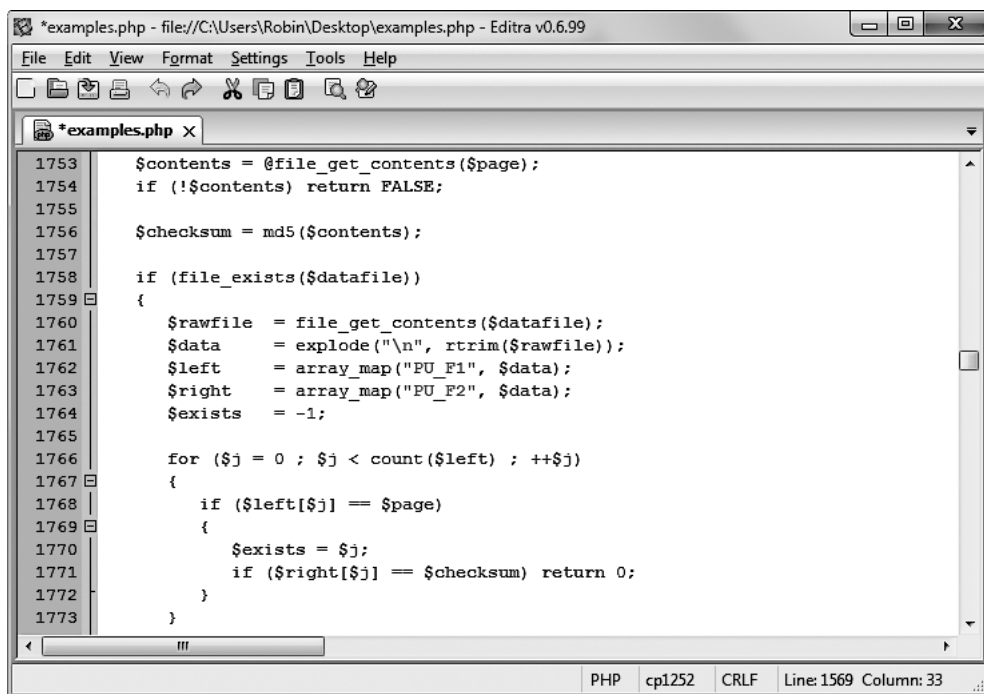 *examples.php - file://C:\Users\Robin\Desktop\examples.php - Editra v0.6.99
File Edit View Format Settings Tools Help
*examples.php
1753 $contents = @file_get_contents($page);
1754 if (!$contents) return FALSE;
1755
1756 $checksum = md5($contents);
1757
1758 if (file_exists($datafile))
1759 {
1760 $rawfile = file_get_contents($datafile);
1761 $data = explode("\n", rtrim($rawfile));
1762 $left = array_map("PU_F1", $data);
1763 $right = array_map("PU_F2", $data);
1764 $exists = -1;
1765
1766 for ($j = 0 ; $j < count($left) ; ++$j)
1767 {
1768 if ($left[$j] == $page)
1769 {
1770 $exists = $j;
1771 if ($right[$j] == $checksum) return 0;
1772 }
1773 }
PHP cp1252 CRLF Line: 1569 Column: 33